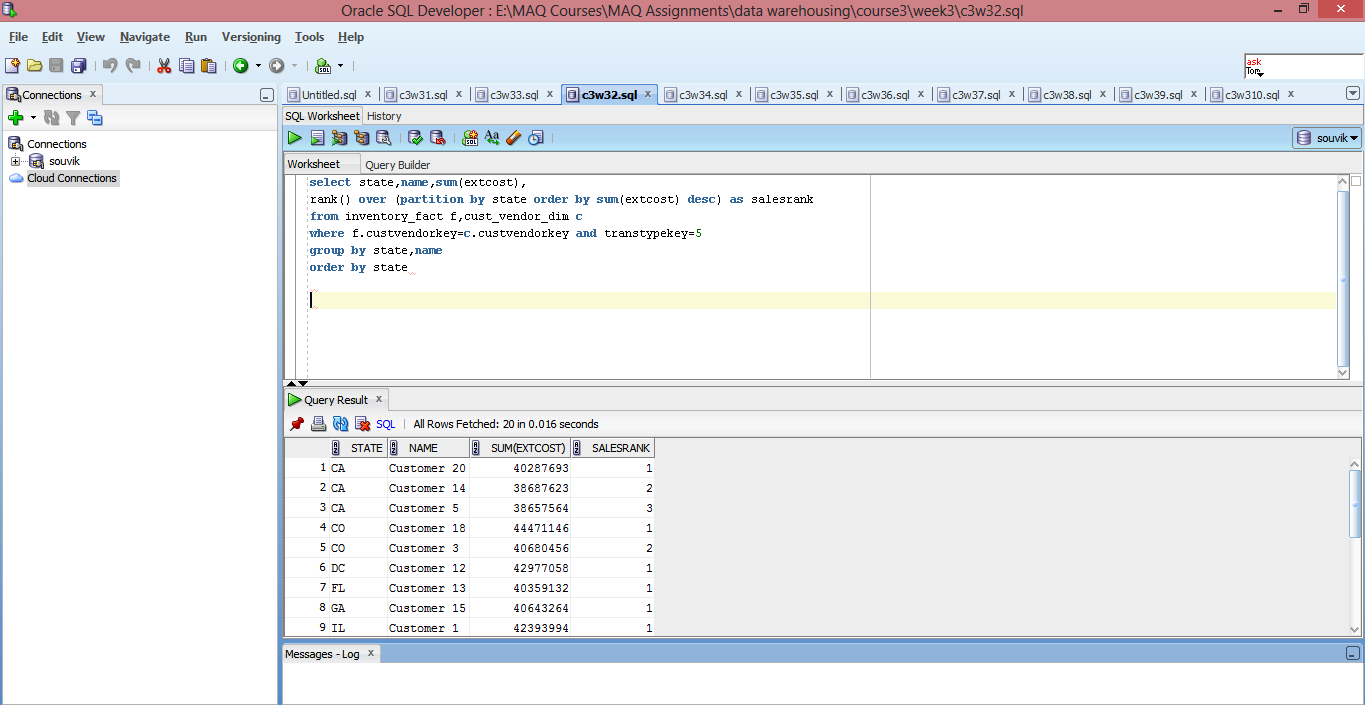 Oracle SQL Developer : E:\MAQ Courses\MAQ Assignments\data warehousing\course3\week3\c3w32.sql
File Edit View Navigate Run Versioning Tools Help
ask
Tom
Connections x
Untitled.sql x c3w31.sql x c3w33.sql x c3w32.sql x c3w34.sql x c3w35.sql x c3w36.sql x c3w37.sql x c3w38.sql x c3w39.sql x c3w310.sql x
SQL Worksheet History
souvik
Connections
souvik
Cloud Connections
Worksheet Query Builder
select state,name,sum(extcost),
rank() over (partition by state order by sum(extcost) desc) as salesrank
from inventory_fact f,cust_vendor_dim c
where f.custvendorkey=c.custvendorkey and transtypekey=5
group by state,name
order by state
Query Result x
SQL | All Rows Fetched: 20 in 0.016 seconds
STATE NAME SUM(EXTCOST) SALESRANK
1 CA Customer 20 40287693 1
2 CA Customer 14 38687623 2
3 CA Customer 5 38657564 3
4 CO Customer 18 44471146 1
5 CO Customer 3 40680456 2
6 DC Customer 12 42977058 1
7 FL Customer 13 40359132 1
8 GA Customer 15 40643264 1
9 IL Customer 1 42393994 1
Messages - Log x